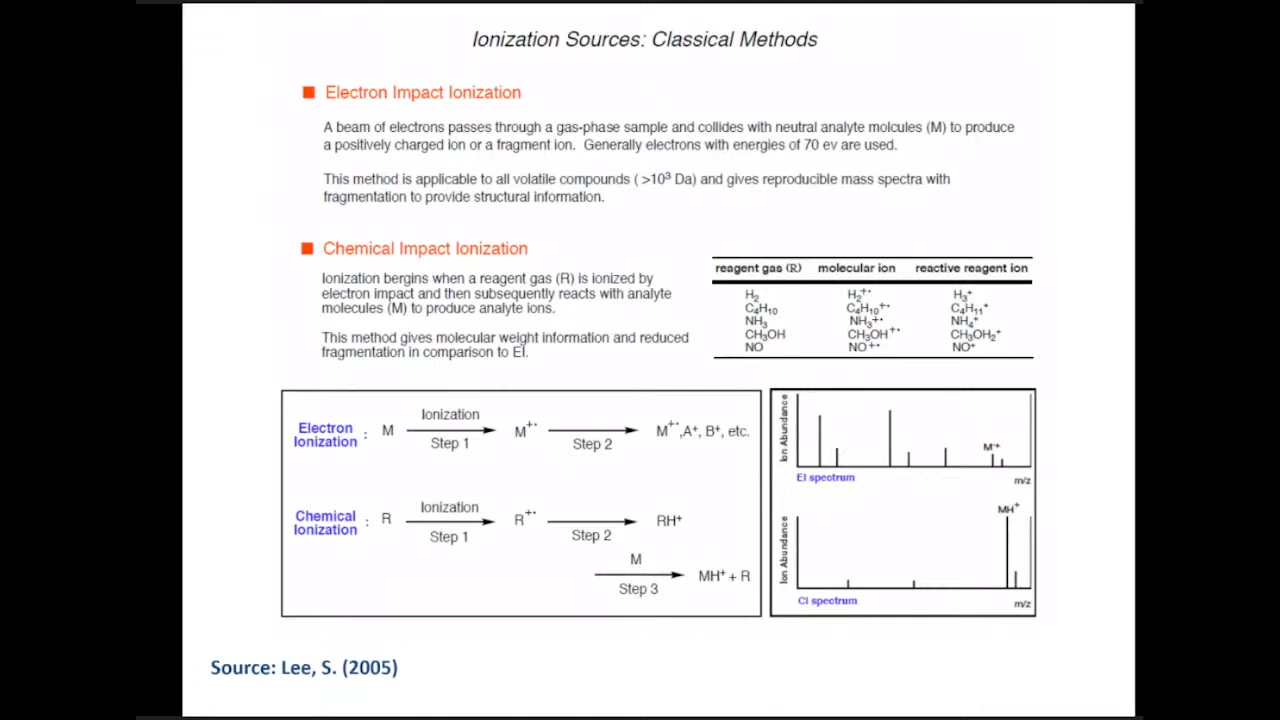 Ionization Sources: Classical Methods
Electron Impact Ionization
A beam of electrons passes through a gas-phase sample and collides with neutral analyte molcules (M) to produce
a positively charged ion or a fragment ion. Generally electrons with energies of 70 ev are used.
This method is applicable to all volatile compounds ( >10³ Da) and gives reproducible mass spectra with
fragmentation to provide structural information.
Chemical Impact Ionization
Ionization bergins when a reagent gas (R) is ionized by
electron impact and then subsequently reacts with analyte
molecules (M) to produce analyte ions.
This method gives molecular weight information and reduced
fragmentation in comparison to EI.
reagent gas (R) molecular ion reactive reagent ion
H₂ H₂⁺· H₃⁺
C₄H₁₀ C₄H₁₀⁺· C₄H₁₁⁺
NH₃ NH₃⁺· NH₄⁺
CH₃OH CH₃OH⁺· CH₃OH₂⁺
NO NO⁺· NO⁺
Electron
Ionization : M Ionization Step 1 M⁺· Step 2 M⁺·,A⁺, B⁺, etc.
Chemical
Ionization : R Ionization Step 1 R⁺· Step 2 RH⁺
M Step 3 MH⁺ + R
Ion Abundance
M·⁺
EI spectrum
m/z
Ion Abundance
MH⁺
CI spectrum
m/z
Source: Lee, S. (2005)